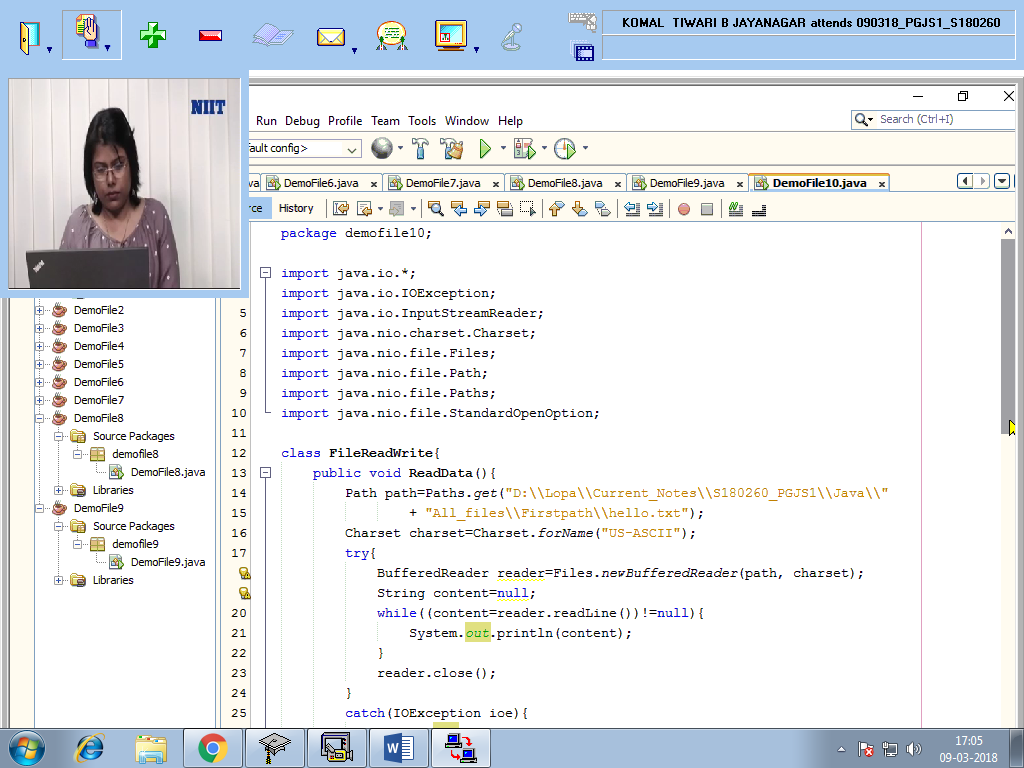 KOMAL TIWARI B JAYANAGAR attends 090318_PGJS1_S180260
NIIT
ThinkPad
Run Debug Profile Team Tools Window Help
Search (Ctrl+I)
fault config>
va DemoFile6.java x DemoFile7.java x DemoFile8.java x DemoFile9.java x DemoFile10.java x
rce History
DemoFile2
DemoFile3
DemoFile4
DemoFile5
DemoFile6
DemoFile7
DemoFile8
Source Packages
demofile8
DemoFile8.java
Libraries
DemoFile9
Source Packages
demofile9
DemoFile9.java
Libraries
package demofile10;
import java.io.*;
import java.io.IOException;
5 import java.io.InputStreamReader;
6 import java.nio.charset.Charset;
7 import java.nio.file.Files;
8 import java.nio.file.Path;
9 import java.nio.file.Paths;
10 import java.nio.file.StandardOpenOption;
11
12 class FileReadWrite{
13 public void ReadData(){
14 Path path=Paths.get("D:\\Lopa\\Current_Notes\\S180260_PGJS1\\Java\\"
15 + "All_files\\Firstpath\\hello.txt");
16 Charset charset=Charset.forName("US-ASCII");
17 try{
BufferedReader reader=Files.newBufferedReader(path, charset);
String content=null;
20 while((content=reader.readLine())!=null){
21 System.out.println(content);
22 }
23 reader.close();
24 }
25 catch(IOException ioe){
17:05
09-03-2018